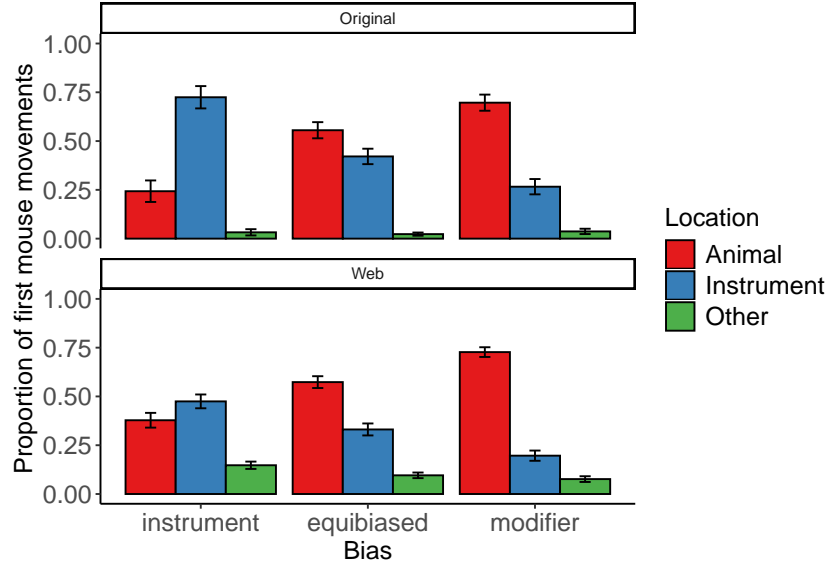 Original
1.00
0.75
0.50
0.25
0.00
Web
1.00
0.75
0.50
0.25
0.00
instrument equibiased modifier
Bias
Proportion of first mouse movements
Location
Animal
Instrument
Other